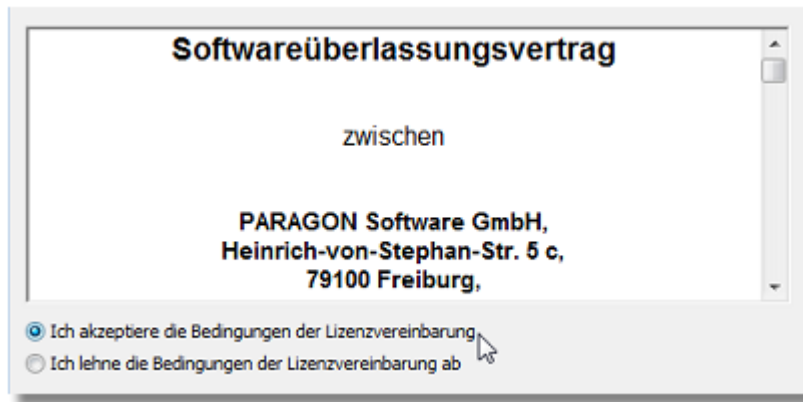 Softwareüberlassungsvertrag
zwischen
PARAGON Software GmbH,
Heinrich-von-Stephan-Str. 5 c,
79100 Freiburg,
Ich akzeptiere die Bedingungen der Lizenzvereinbarung
Ich lehne die Bedingungen der Lizenzvereinbarung ab